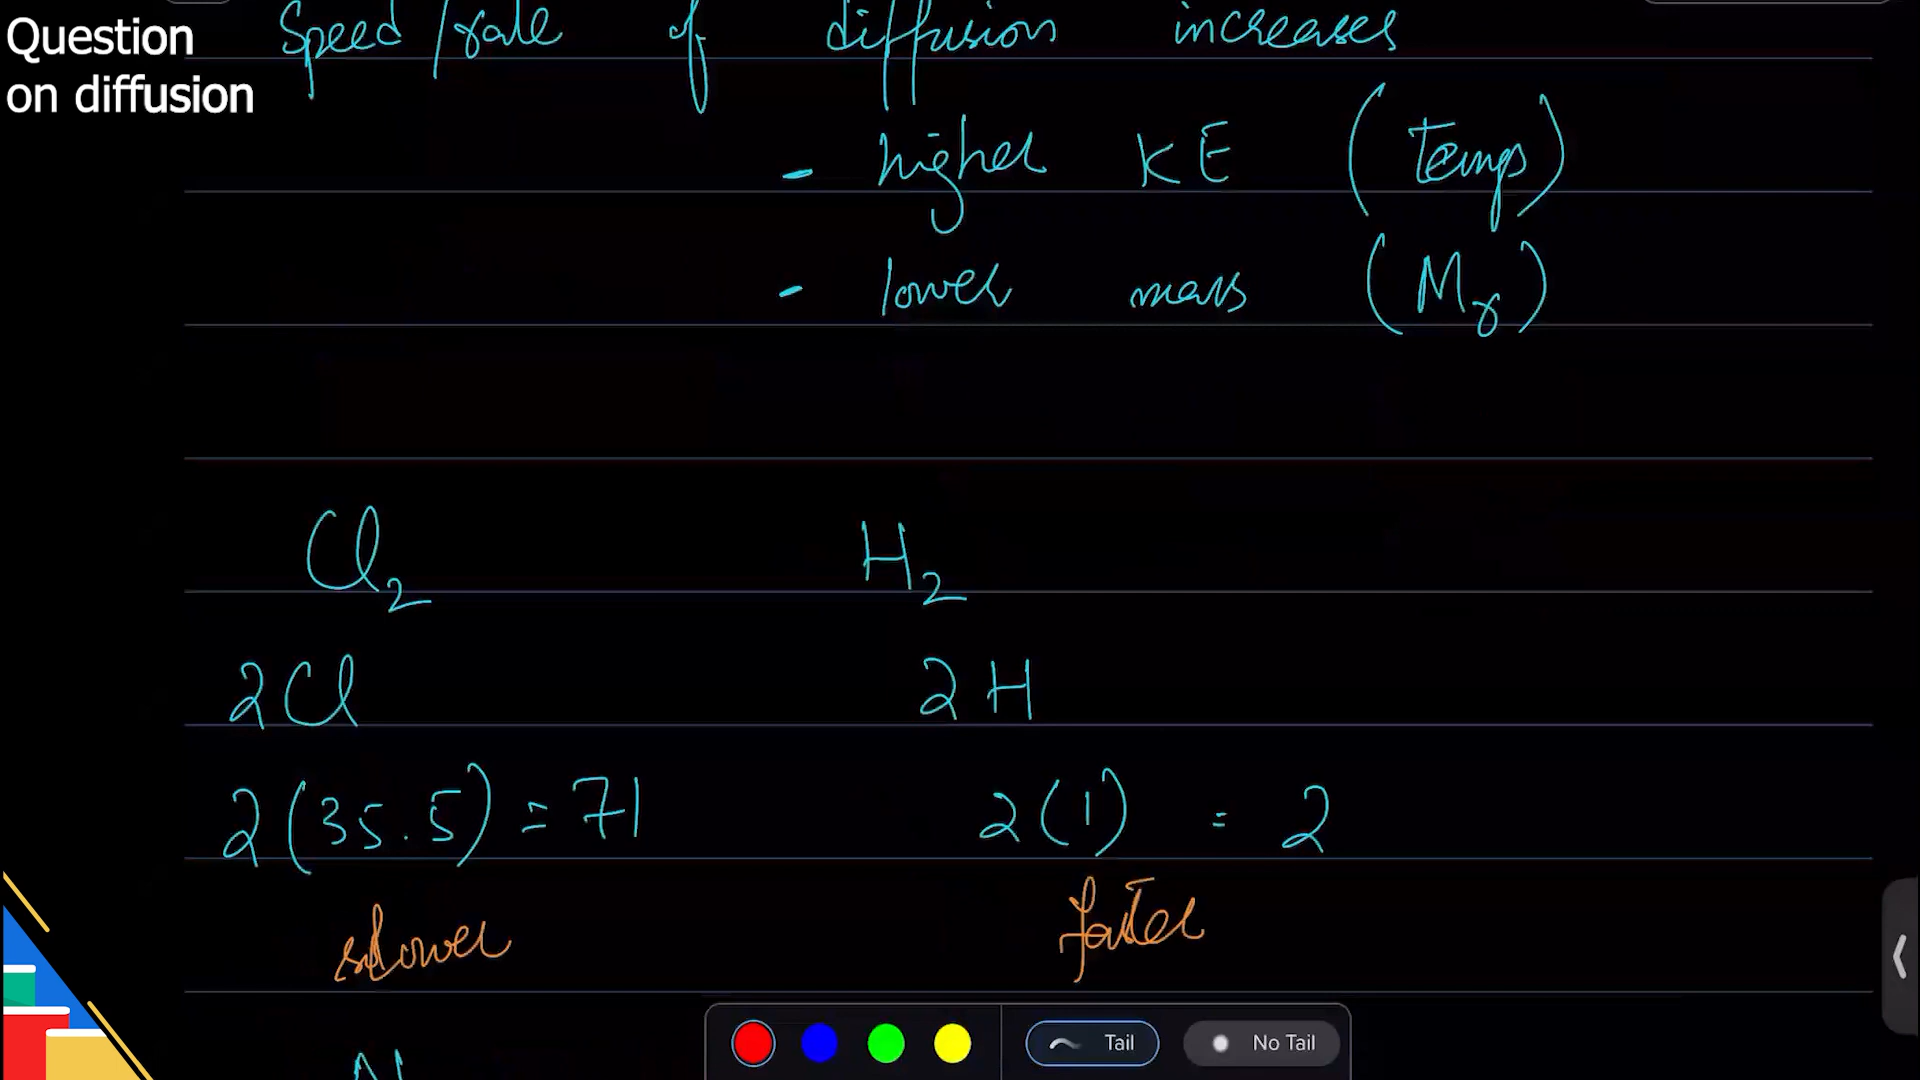 Question
on diffusion
Speed/rate of diffusion increases
- higher KE (Temp)
- lower mass (Mr)
Cl₂ H₂
2Cl 2H
2(35.5) = 71 2(1) = 2
slower faster
N
Tail No Tail